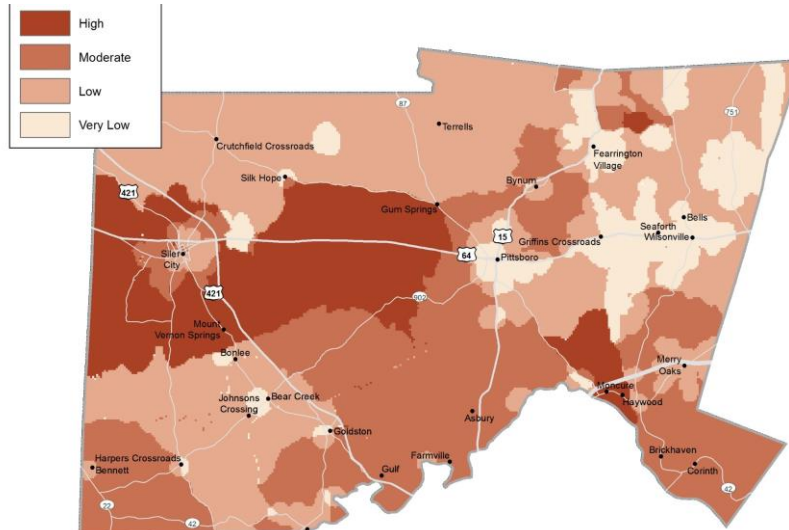 High
Moderate
Low
Very Low
87
751
Terrells
Crutchfield Crossroads
Fearrington
Village
Silk Hope
Bynum
421
Gum Springs
Bells
15
Seaforth
Griffins Crossroads
Wilsonville
Siler
City
64
Pittsboro
421
902
Mount
Vernon Springs
Bonlee
Merry
Oaks
Moncure
Haywood
Johnsons
Crossing
Bear Creek
Asbury
Goldston
Harpers Crossroads
Bennett
Farmville
Gulf
Brickhaven
Corinth
22
42
42